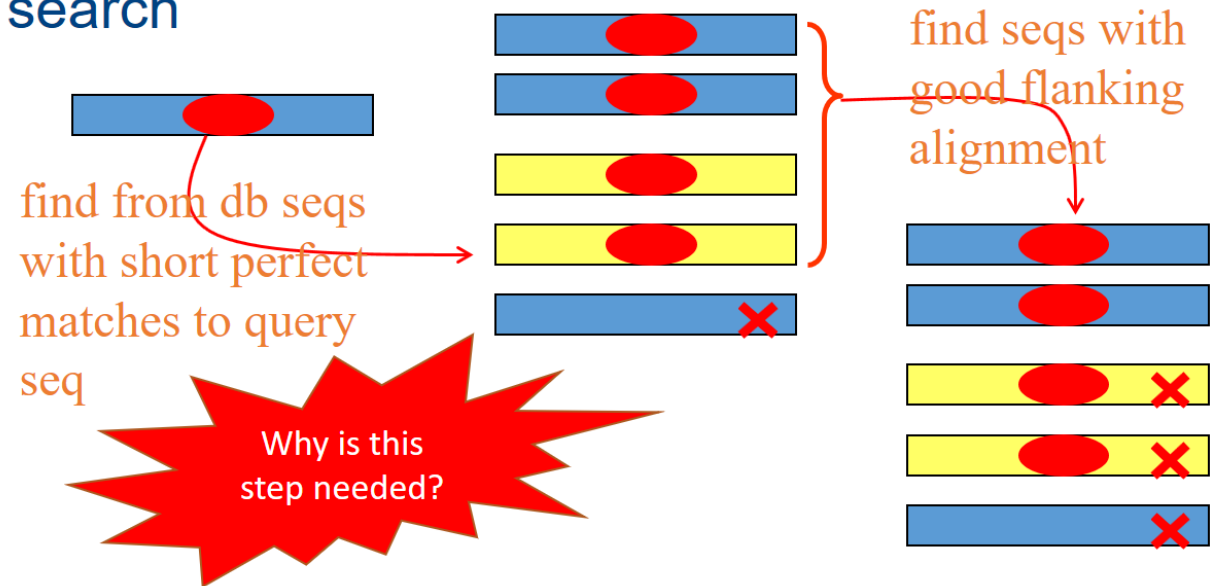 search
find from db seqs
with short perfect
matches to query
seq
Why is this
step needed?
find seqs with
good flanking
alignment